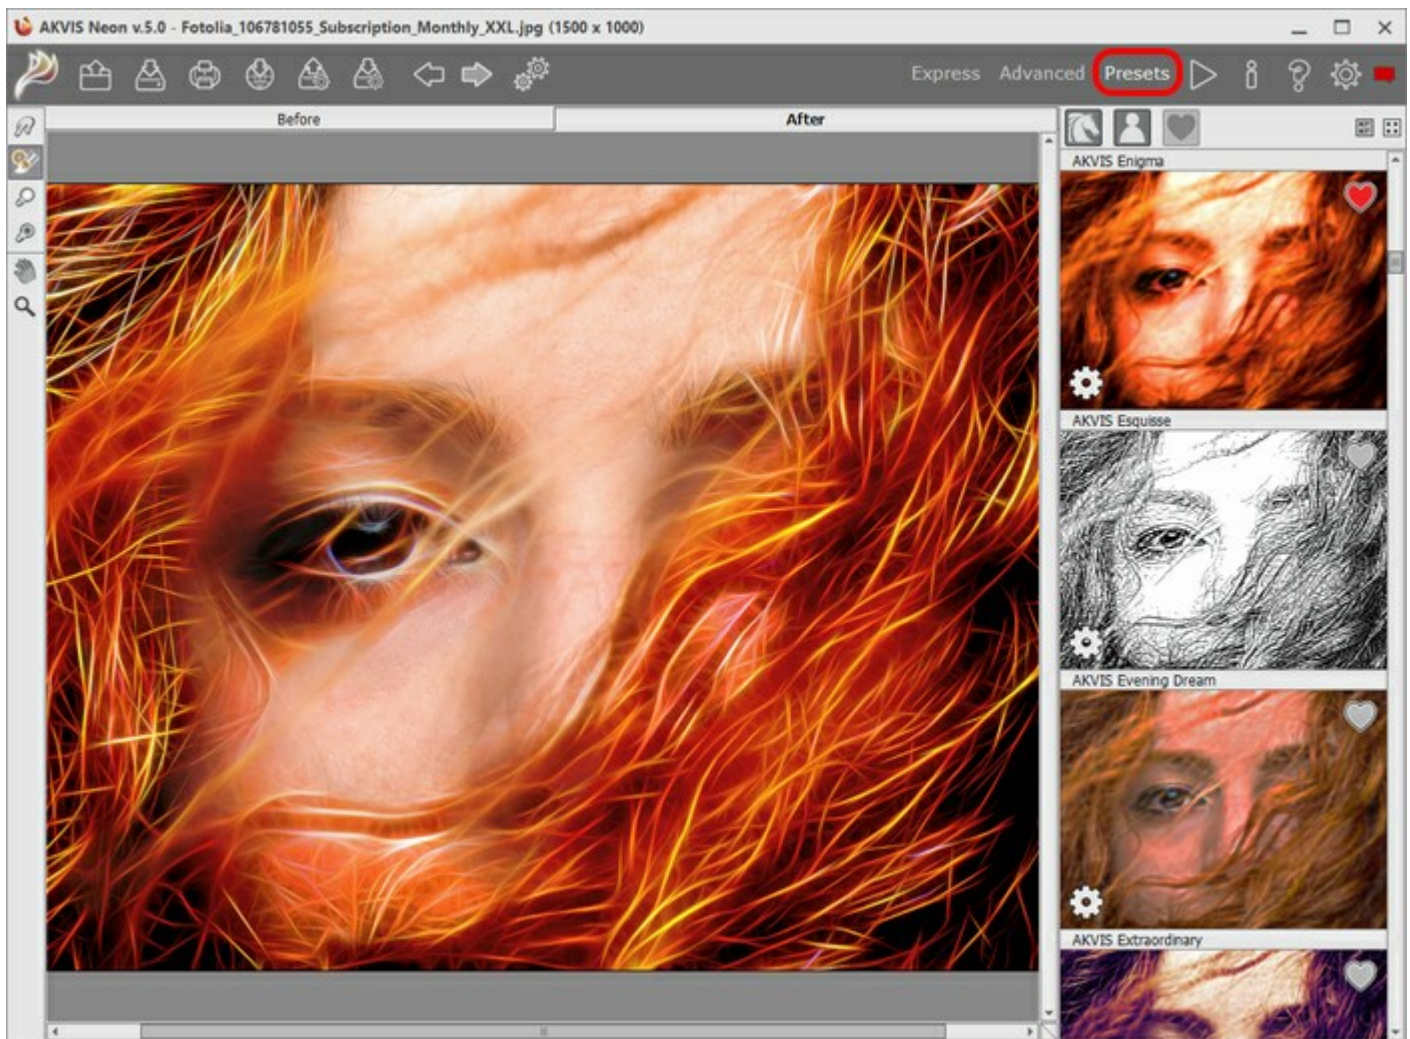 AKVIS Neon v.5.0 - Fotolia_106781055_Subscription_Monthly_XXL.jpg (1500 x 1000)
Express Advanced Presets
Before After
AKVIS Enigma
AKVIS Esquisse
AKVIS Evening Dream
AKVIS Extraordinary